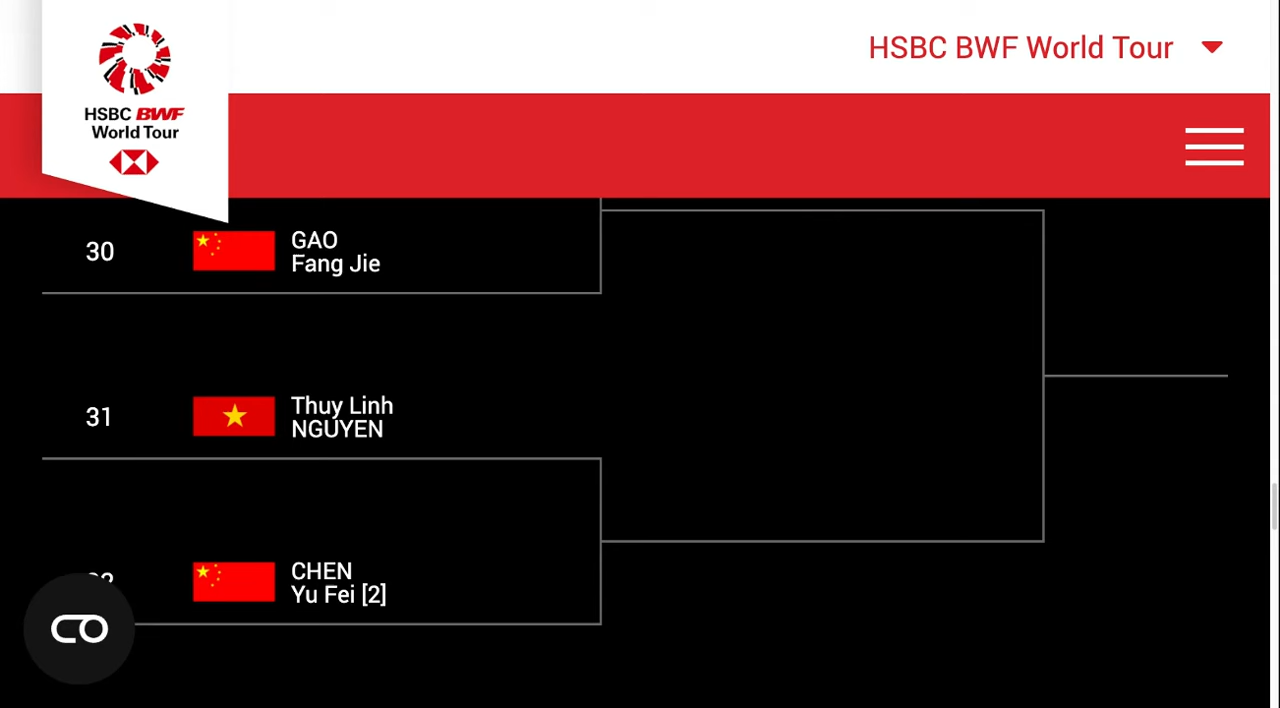 HSBC BWF World Tour
HSBC BWF
World Tour
30
GAO
Fang Jie
31
Thuy Linh
NGUYEN
CHEN
Yu Fei [2]